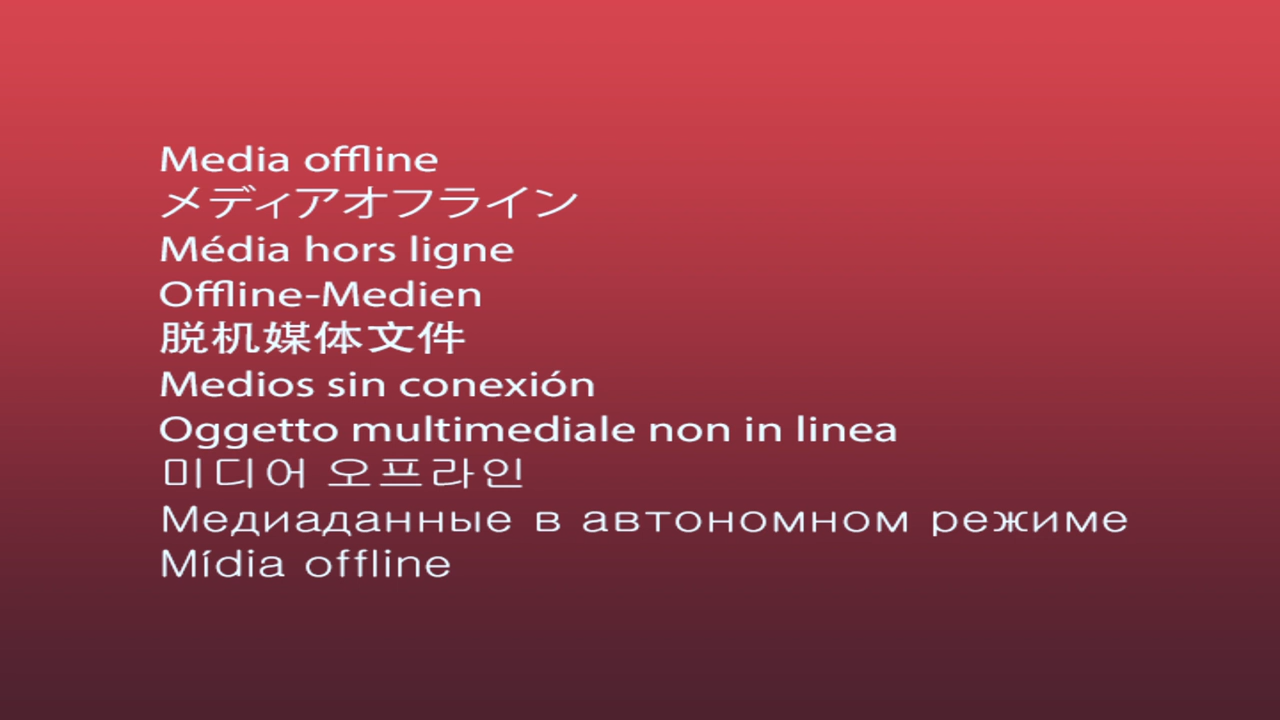 Media offline
メディアオフライン
Média hors ligne
Offline-Medien
脱机媒体文件
Medios sin conexión
Oggetto multimediale non in linea
미디어 오프라인
Медиаданные в автономном режиме
Mídia offline